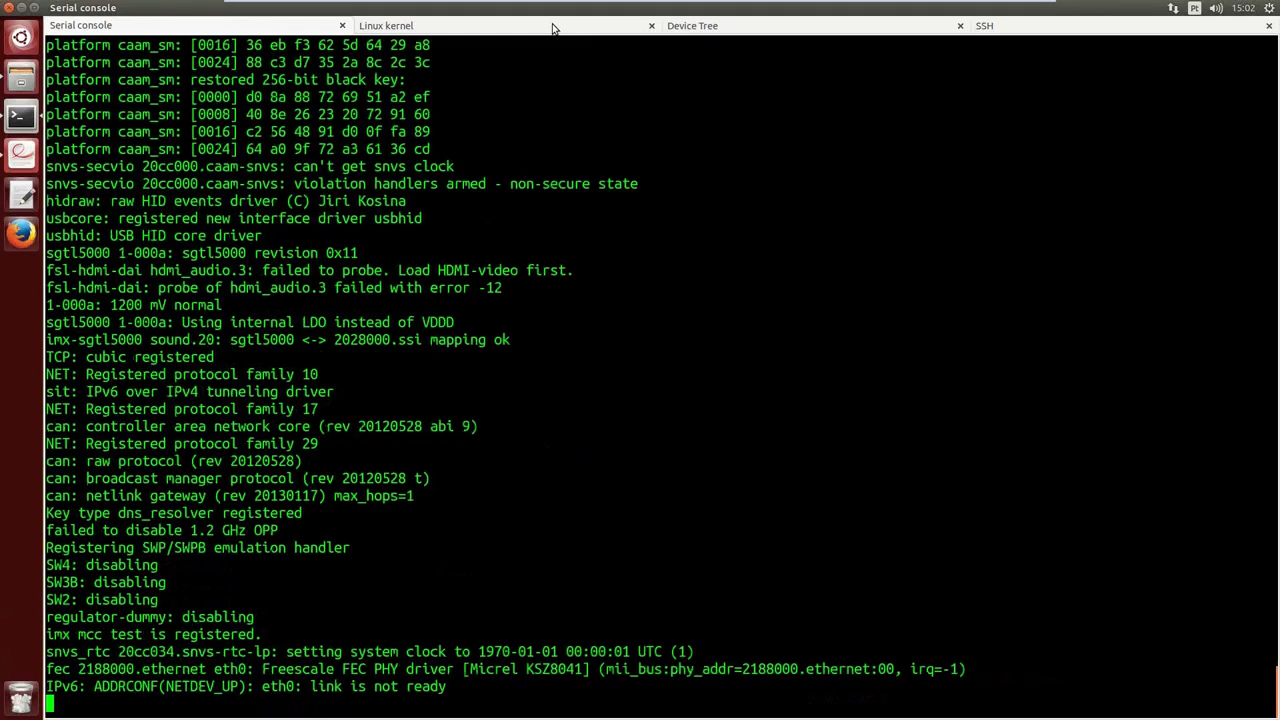 Serial console
Pt
15:02
Serial console
Linux kernel
Device Tree
SSH
platform caam_sm: [0016] 36 eb f3 62 5d 64 29 a8
platform caam_sm: [0024] 88 c3 d7 35 2a 8c 2c 3c
platform caam_sm: restored 256-bit black key:
platform caam_sm: [0000] d0 8a 88 72 69 51 a2 ef
platform caam_sm: [0008] 40 8e 26 23 20 72 91 60
platform caam_sm: [0016] c2 56 48 91 d0 0f fa 89
platform caam_sm: [0024] 64 a0 9f 72 a3 61 36 cd
snvs-secvio 20cc000.caam-snvs: can't get snvs clock
snvs-secvio 20cc000.caam-snvs: violation handlers armed - non-secure state
hidraw: raw HID events driver (C) Jiri Kosina
usbcore: registered new interface driver usbhid
usbhid: USB HID core driver
sgtl5000 1-000a: sgtl5000 revision 0x11
fsl-hdmi-dai hdmi_audio.3: failed to probe. Load HDMI-video first.
fsl-hdmi-dai: probe of hdmi_audio.3 failed with error -12
1-000a: 1200 mV normal
sgtl5000 1-000a: Using internal LDO instead of VDDD
imx-sgtl5000 sound.20: sgtl5000 <-> 2028000.ssi mapping ok
TCP: cubic registered
NET: Registered protocol family 10
sit: IPv6 over IPv4 tunneling driver
NET: Registered protocol family 17
can: controller area network core (rev 20120528 abi 9)
NET: Registered protocol family 29
can: raw protocol (rev 20120528)
can: broadcast manager protocol (rev 20120528 t)
can: netlink gateway (rev 20130117) max_hops=1
Key type dns_resolver registered
failed to disable 1.2 GHz OPP
Registering SWP/SWPB emulation handler
SW4: disabling
SW3B: disabling
SW2: disabling
regulator-dummy: disabling
imx mcc test is registered.
snvs_rtc 20cc034.snvs-rtc-lp: setting system clock to 1970-01-01 00:00:01 UTC (1)
fec 2188000.ethernet eth0: Freescale FEC PHY driver [Micrel KSZ8041] (mii_bus:phy_addr=2188000.ethernet:00, irq=-1)
IPv6: ADDRCONF(NETDEV_UP): eth0: link is not ready